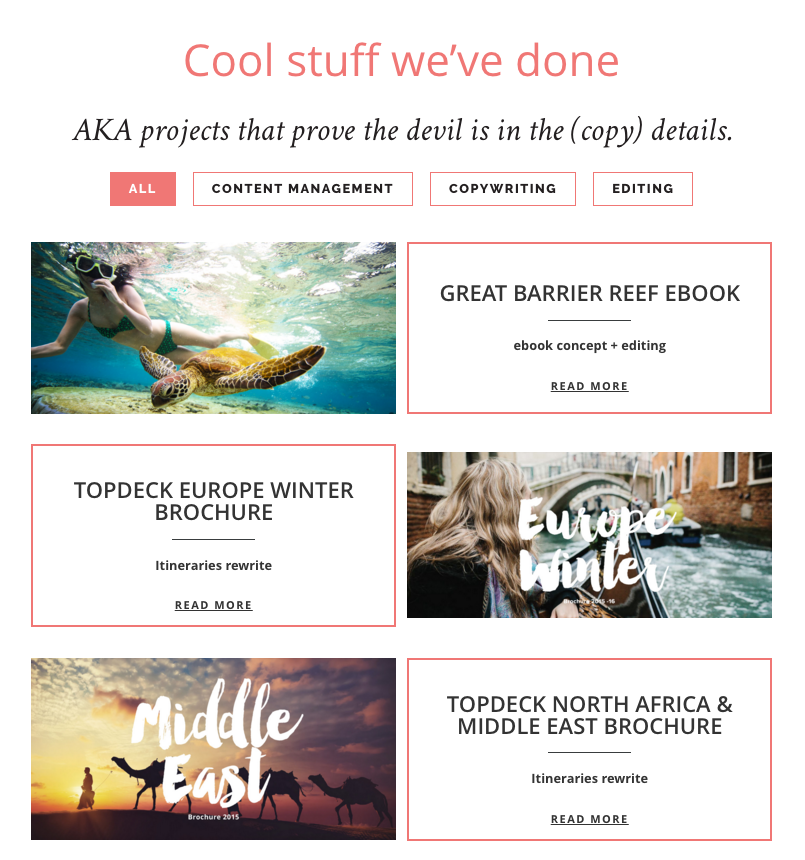 Cool stuff we’ve done
AKA projects that prove the devil is in the (copy) details.
ALL
CONTENT MANAGEMENT
COPYWRITING
EDITING
GREAT BARRIER REEF EBOOK
ebook concept + editing
READ MORE
TOPDECK EUROPE WINTER
BROCHURE
Itineraries rewrite
READ MORE
Europe
Winter
Brochure 2015 -16
Middle
East
Brochure 2015
TOPDECK NORTH AFRICA &
MIDDLE EAST BROCHURE
Itineraries rewrite
READ MORE